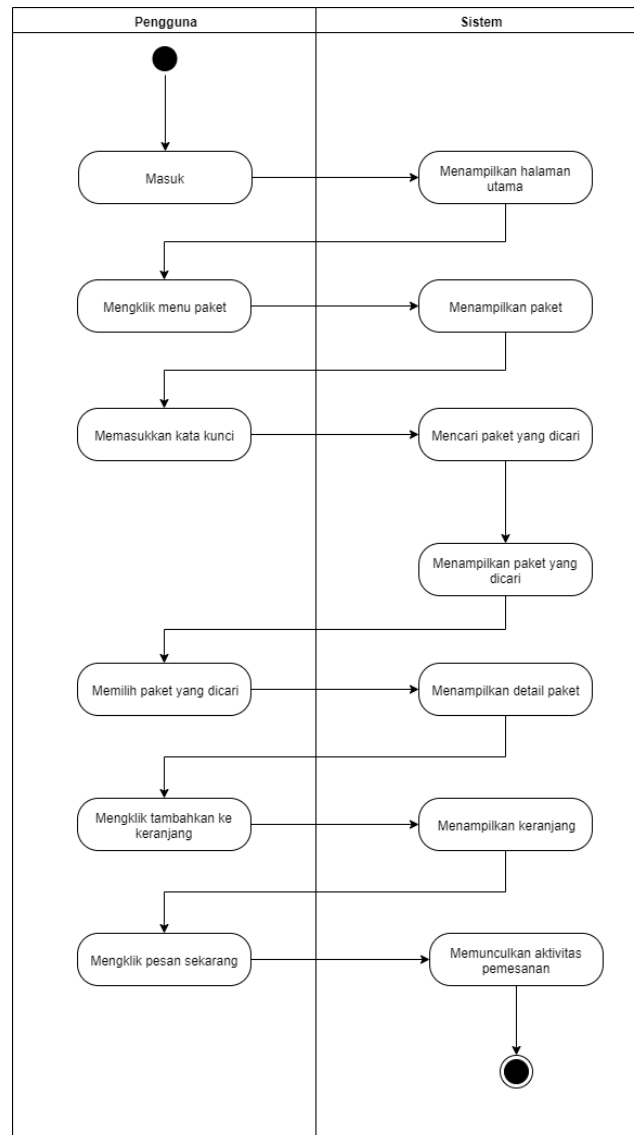 Pengguna
Sistem
Masuk
Menampilkan halaman
utama
Mengklik menu paket
Menampilkan paket
Memasukkan kata kunci
Mencari paket yang dicari
Menampilkan paket yang
dicari
Memilih paket yang dicari
Menampilkan detail paket
Mengklik tambahkan ke
keranjang
Menampilkan keranjang
Mengklik pesan sekarang
Memunculkan aktivitas
pemesanan